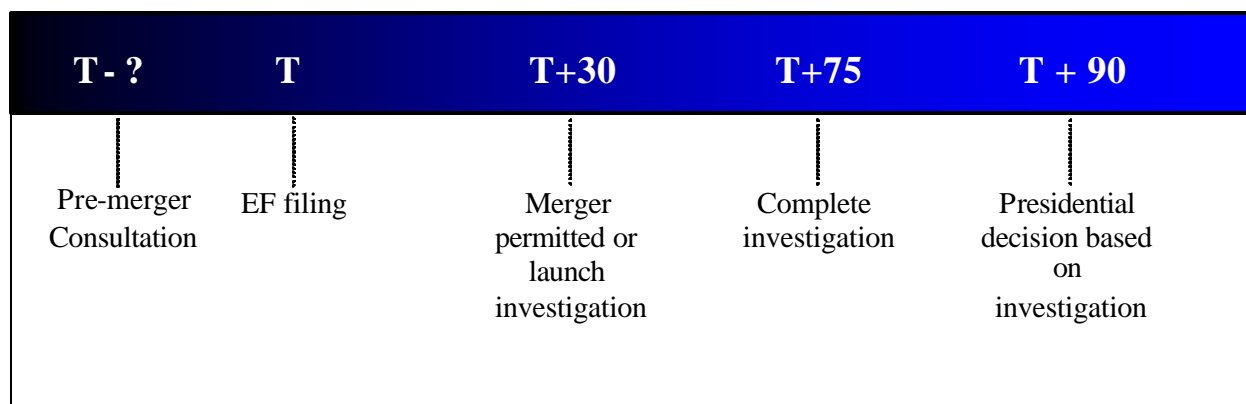 T - ?
T
T+30
T+75
T + 90
Pre-merger
Consultation
EF filing
Merger
permitted or
launch
investigation
Complete
investigation
Presidential
decision based
on
investigation